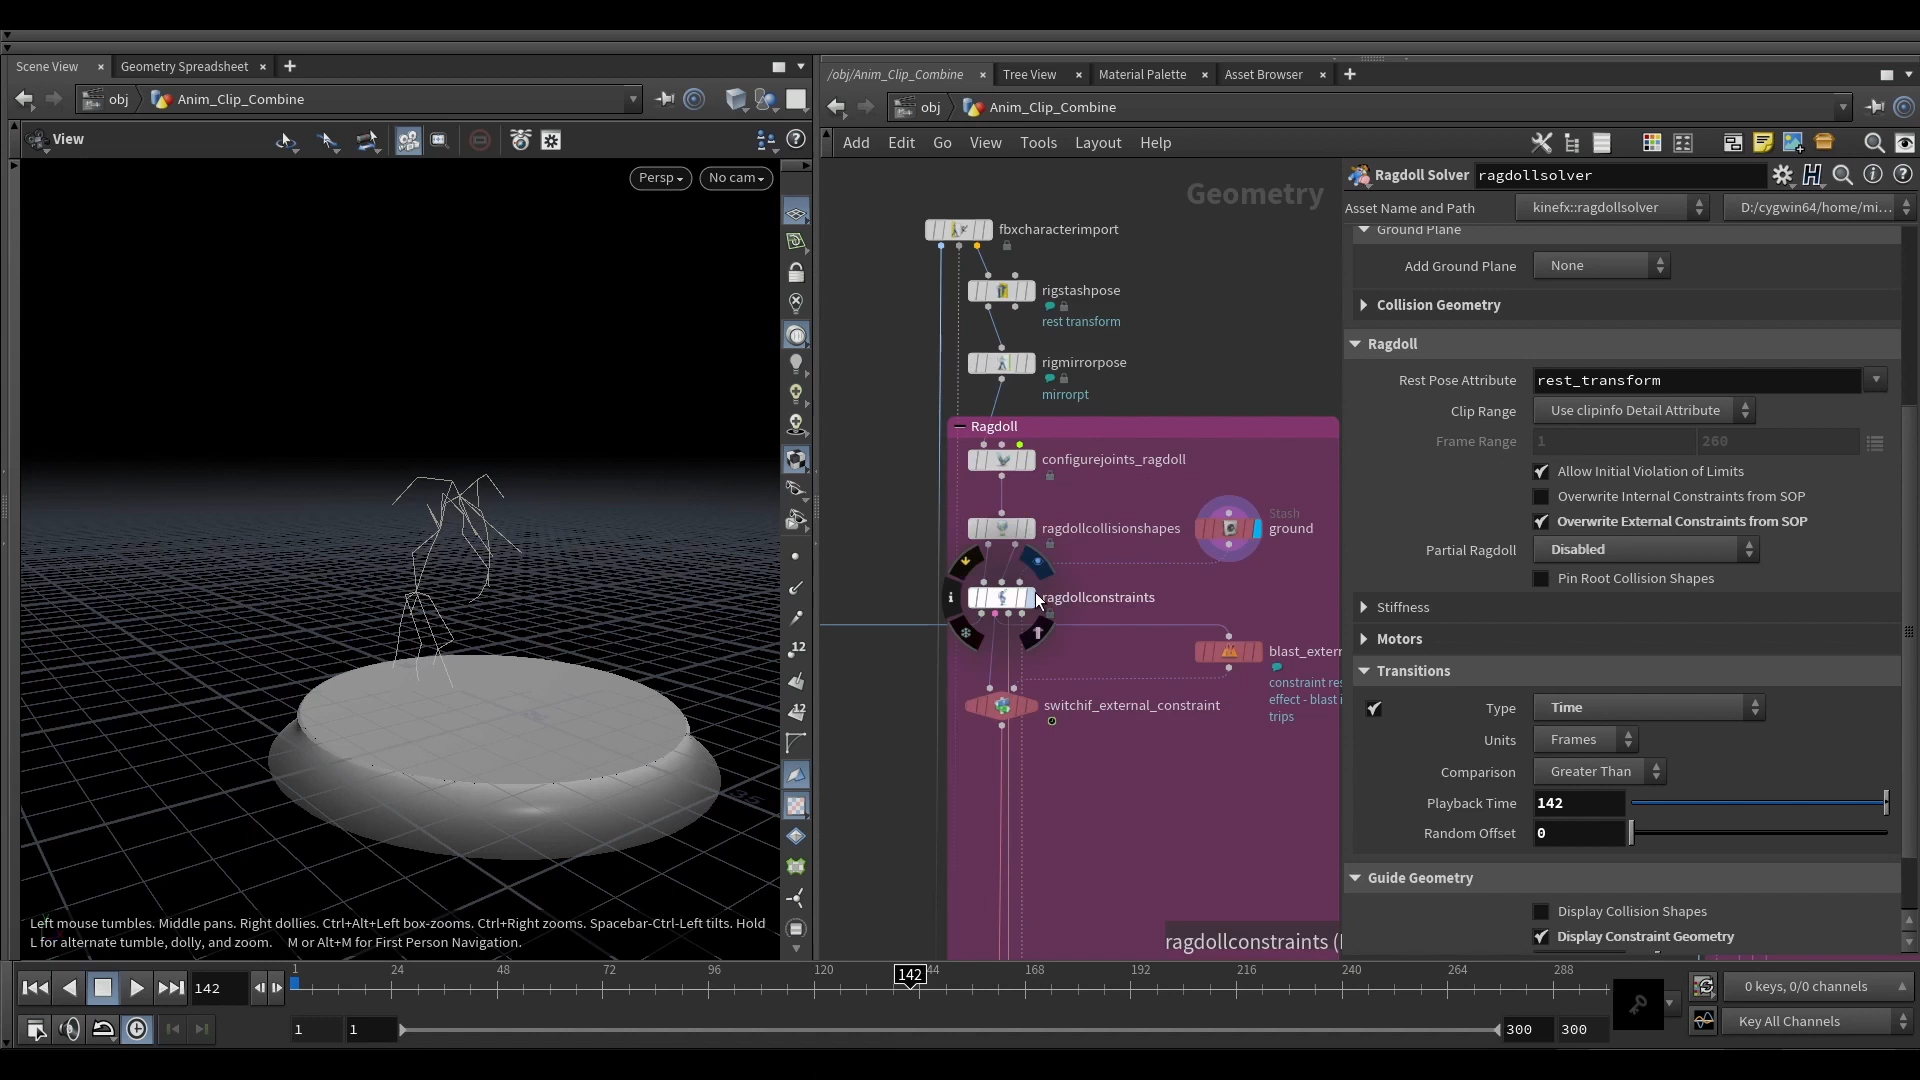 Scene View
Geometry Spreadsheet
obj
Anim_Clip_Combine
View
Persp
No cam
Left mouse tumbles. Middle pans. Right dollies. Ctrl+Alt+Left box-zooms. Ctrl+Right zooms. Spacebar-Ctrl-Left tilts. Hold
L for alternate tumble, dolly, and zoom. M or Alt+M for First Person Navigation.
12
12
/obj/Anim_Clip_Combine
Tree View
Material Palette
Asset Browser
obj
Anim_Clip_Combine
Add Edit Go View Tools Layout Help
Geometry
fbxcharacterimport
rigstashpose
rest transform
rigmirrorpose
mirrorpt
Ragdoll
configurejoints_ragdoll
ragdollcollisionshapes
Stash
ground
ragdollconstraints
blast_extern
constraint res
effect - blast i
trips
switchif_external_constraint
ragdollconstraints (
Ragdoll Solver ragdollsolver
Asset Name and Path kinefx::ragdollsolver D:/cygwin64/home/mi...
Ground Plane
Add Ground Plane None
Collision Geometry
Ragdoll
Rest Pose Attribute rest_transform
Clip Range Use clipinfo Detail Attribute
Frame Range 1 260
Allow Initial Violation of Limits
Overwrite Internal Constraints from SOP
Overwrite External Constraints from SOP
Partial Ragdoll Disabled
Pin Root Collision Shapes
Stiffness
Motors
Transitions
Type Time
Units Frames
Comparison Greater Than
Playback Time 142
Random Offset 0
Guide Geometry
Display Collision Shapes
Display Constraint Geometry
142
1 24 48 72 96 120 142 44 168 192 216 240 264 288
1 1
300 300
0 keys, 0/0 channels
Key All Channels